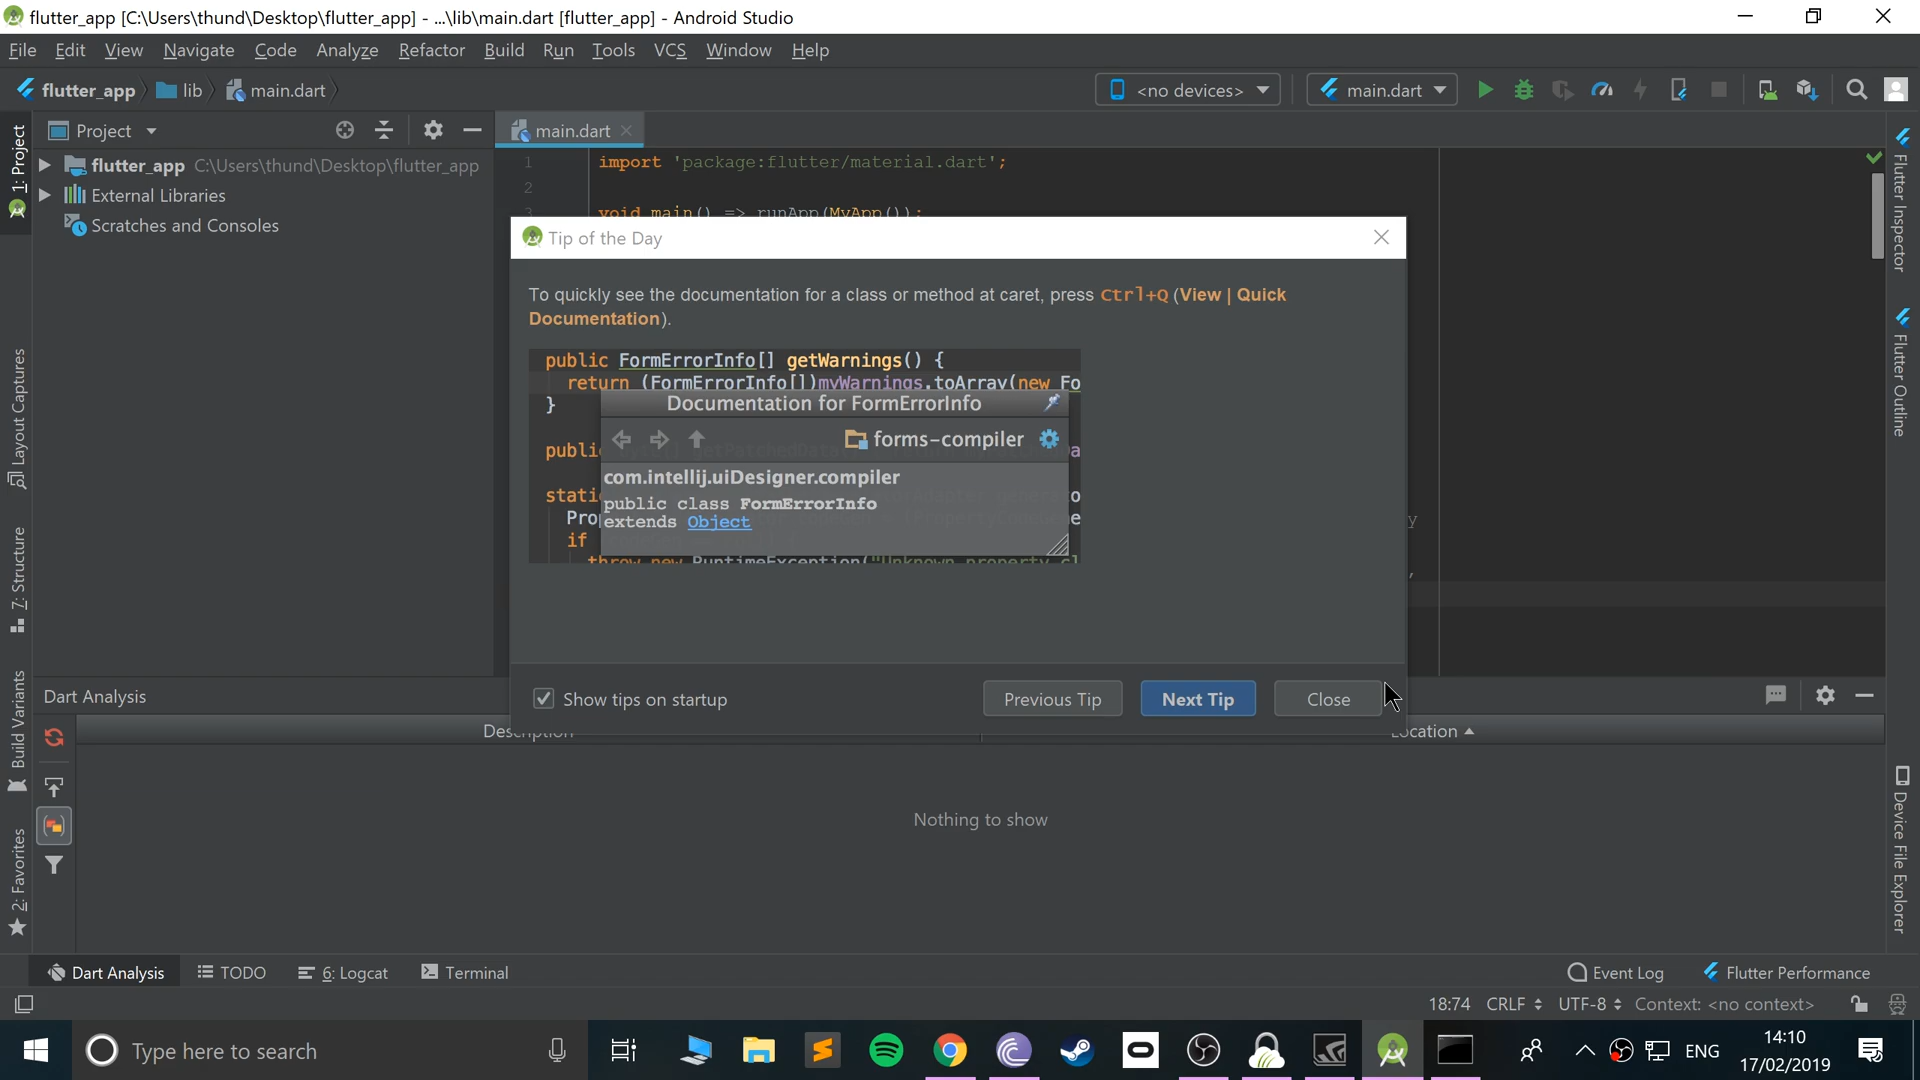 flutter_app [C:\Users\thund\Desktop\flutter_app] - ...\lib\main.dart [flutter_app] - Android Studio
File Edit View Navigate Code Analyze Refactor Build Run Tools VCS Window Help
flutter_app lib main.dart <no devices> main.dart
1: Project
Project
main.dart
flutter_app C:\Users\thund\Desktop\flutter_app
External Libraries
Scratches and Consoles
1 import 'package:flutter/material.dart';
2
3 void main() => runApp(MyApp());
Tip of the Day
To quickly see the documentation for a class or method at caret, press Ctrl+Q (View | Quick
Documentation).
public FormErrorInfo[] getWarnings() {
return (FormErrorInfo[])myWarnings.toArray(new Fo
}
Documentation for FormErrorInfo
forms-compiler
publi
com.intellij.uiDesigner.compiler
stati
public class FormErrorInfo
Pro
extends Object
if
throw new RuntimeException("Unknown property cl
Show tips on startup
Previous Tip Next Tip Close
Layout Captures
7: Structure
Build Variants
2: Favorites
Flutter Inspector
Flutter Outline
Device File Explorer
Dart Analysis
Description
Location
Nothing to show
Dart Analysis TODO 6: Logcat Terminal Event Log Flutter Performance
18:74 CRLF UTF-8 Context: <no context>
Type here to search
ENG
14:10
17/02/2019